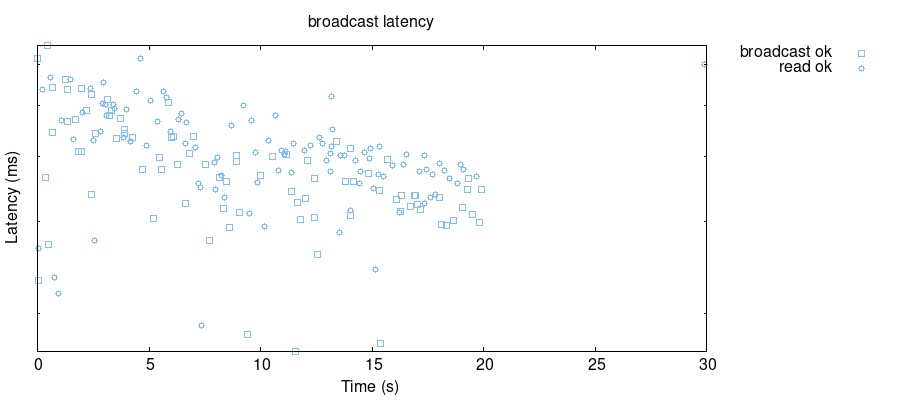 broadcast latency
broadcast ok
read ok
Latency (ms)
0 5 10 15 20 25 30
Time (s)